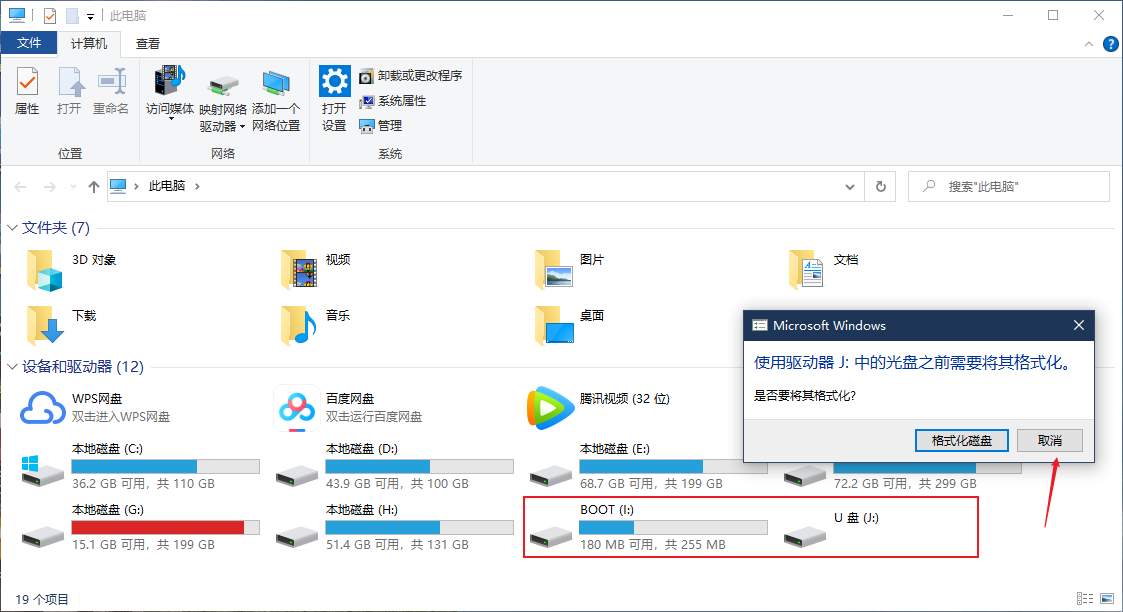 此电脑
文件 计算机 查看
属性 打开 重命名
位置
访问媒体 映射网络驱动器 添加一个网络位置
网络
打开设置
卸载或更改程序
系统属性
管理
系统
此电脑
搜索"此电脑"
文件夹 (7)
3D 对象 视频 图片 文档
下载 音乐 桌面
设备和驱动器 (12)
WPS网盘
双击进入WPS网盘
百度网盘
双击运行百度网盘
腾讯视频 (32 位)
本地磁盘 (C:)
36.2 GB 可用，共 110 GB
本地磁盘 (D:)
43.9 GB 可用，共 100 GB
本地磁盘 (E:)
68.7 GB 可用，共 199 GB
72.2 GB 可用，共 299 GB
本地磁盘 (G:)
15.1 GB 可用，共 199 GB
本地磁盘 (H:)
51.4 GB 可用，共 131 GB
BOOT (I:)
180 MB 可用，共 255 MB
U 盘 (J:)
Microsoft Windows
使用驱动器 J: 中的光盘之前需要将其格式化。
是否要将其格式化?
格式化磁盘 取消
19 个项目